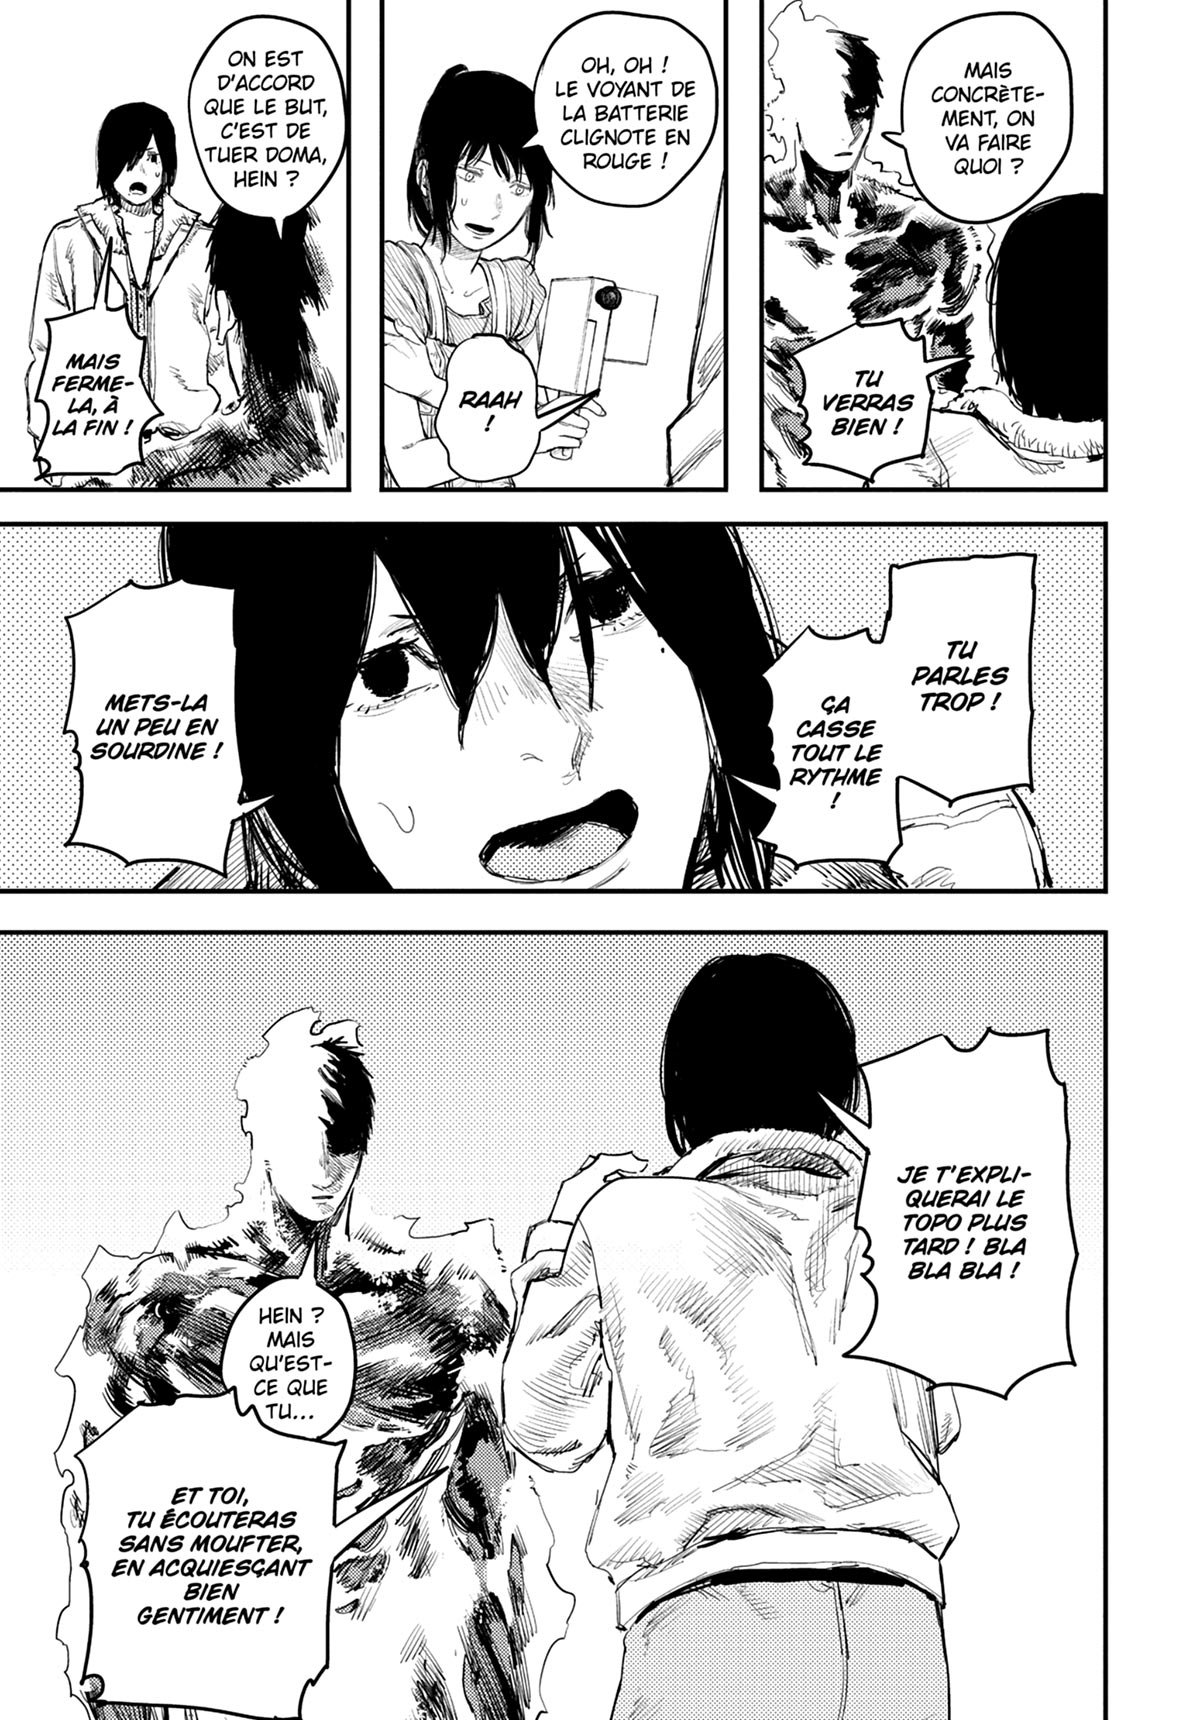 MAIS
CONCRÈTE-
MENT, ON
VA FAIRE
QUOI ?
TU
VERRAS
BIEN !
OH, OH !
LE VOYANT DE
LA BATTERIE
CLIGNOTE EN
ROUGE !
RAAH
!
ON EST
D'ACCORD
QUE LE BUT,
C'EST DE
TUER DOMA,
HEIN ?
MAIS
FERME-
LA, À
LA FIN !
TU
PARLES
TROP !
ÇA
CASSE
TOUT LE
RYTHME
!
METS-LA
UN PEU EN
SOURDINE !
JE T'EXPLI-
QUERAI LE
TOPO PLUS
TARD ! BLA
BLA BLA !
HEIN ?
MAIS
QU'EST-
CE QUE
TU...
ET TOI,
TU ÉCOUTERAS
SANS MOUFTER,
EN ACQUIESÇANT
BIEN
GENTIMENT !